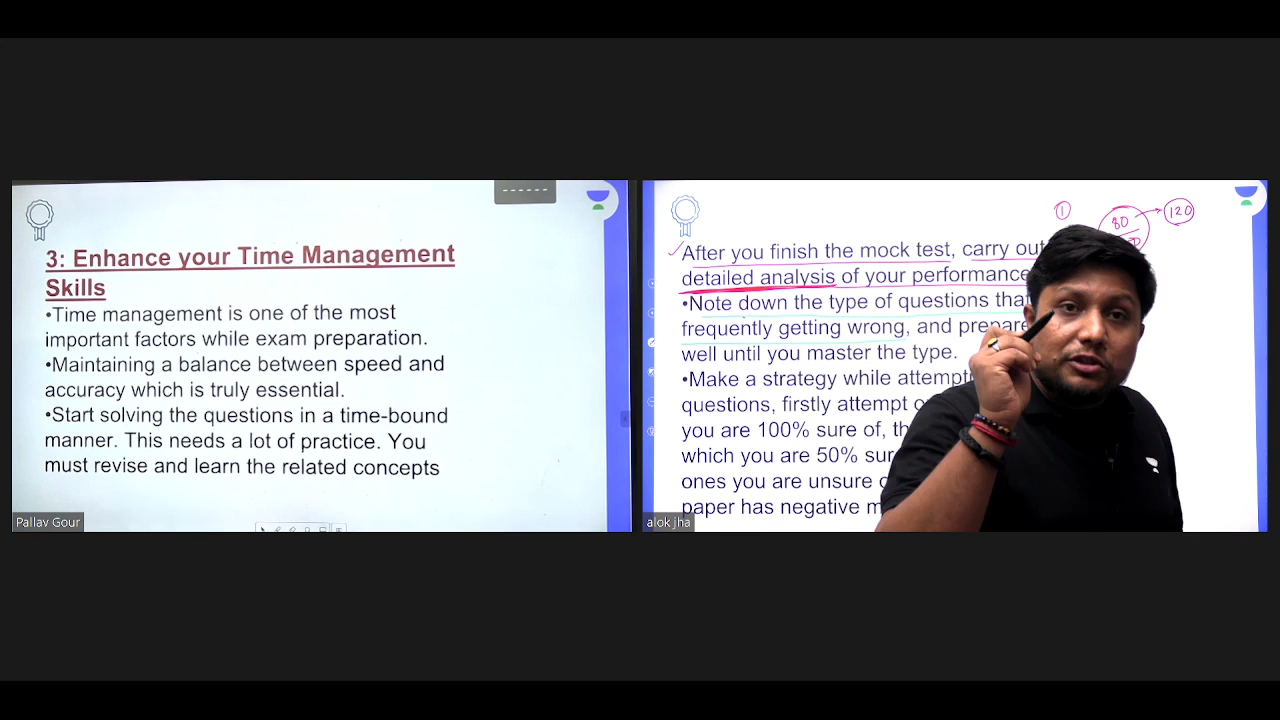 3: Enhance your Time Management
Skills
•Time management is one of the most
important factors while exam preparation.
•Maintaining a balance between speed and
accuracy which is truly essential.
•Start solving the questions in a time-bound
manner. This needs a lot of practice. You
must revise and learn the related concepts
Pallav Gour
1
80
120
After you finish the mock test, carry out
detailed analysis of your performance
•Note down the type of questions that
frequently getting wrong, and prepare
well until you master the type.
•Make a strategy while
questions, firstly attempt
you are 100% sure of,
which you are 50%
ones you are unsure
paper has negative
alok jha